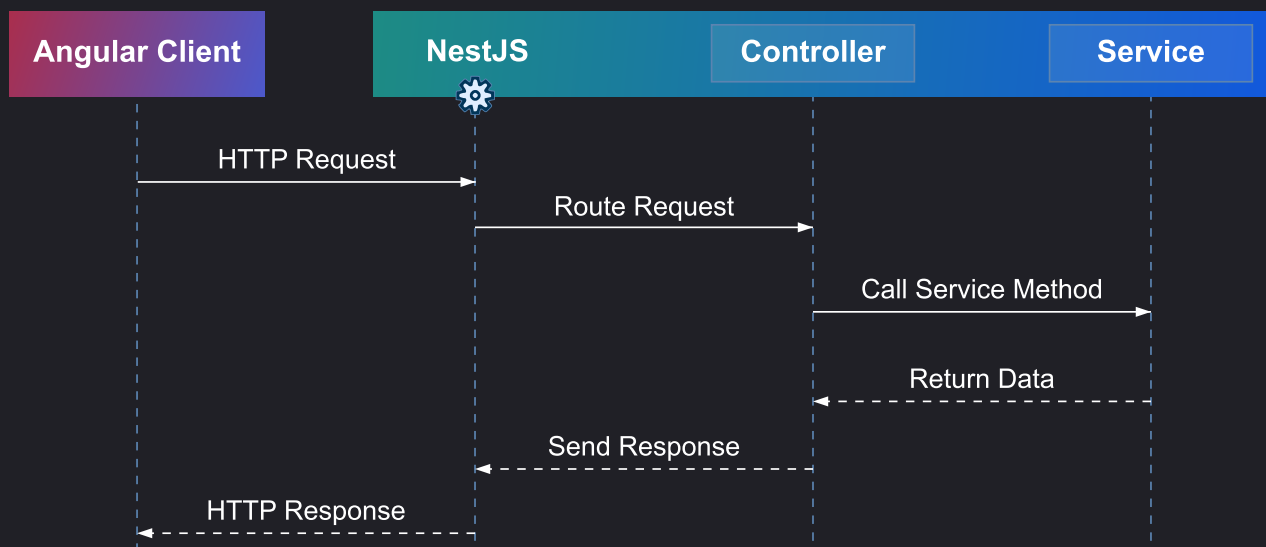 Angular Client
NestJS
Controller
Service
HTTP Request
Route Request
Call Service Method
Return Data
Send Response
HTTP Response